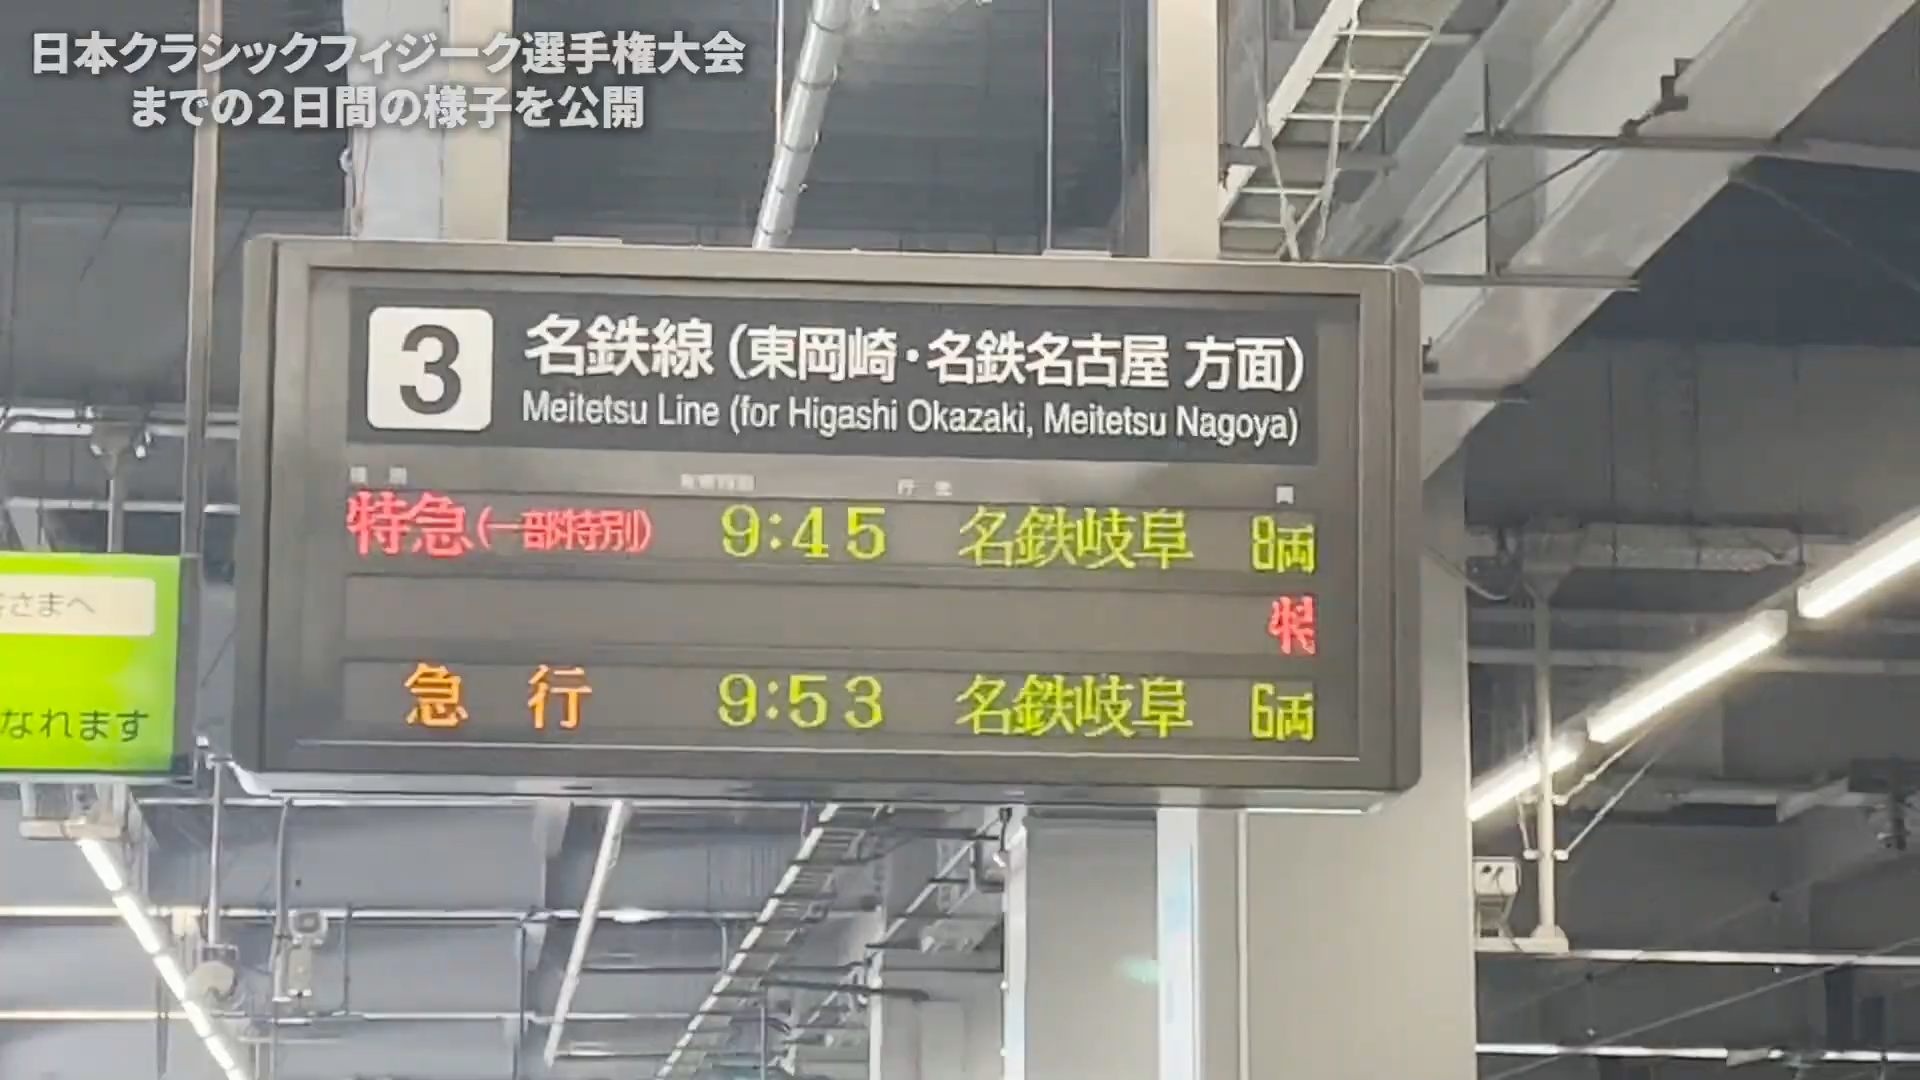 日本クラシックフィジーク選手権大会
までの2日間の様子を公開
3 名鉄線(東岡崎・名鉄名古屋 方面)
Meitetsu Line (for Higashi Okazaki, Meitetsu Nagoya)
特急(一部特別) 9:45 名鉄岐阜 8両
急行 9:53 名鉄岐阜 6両
さまへ
なれます